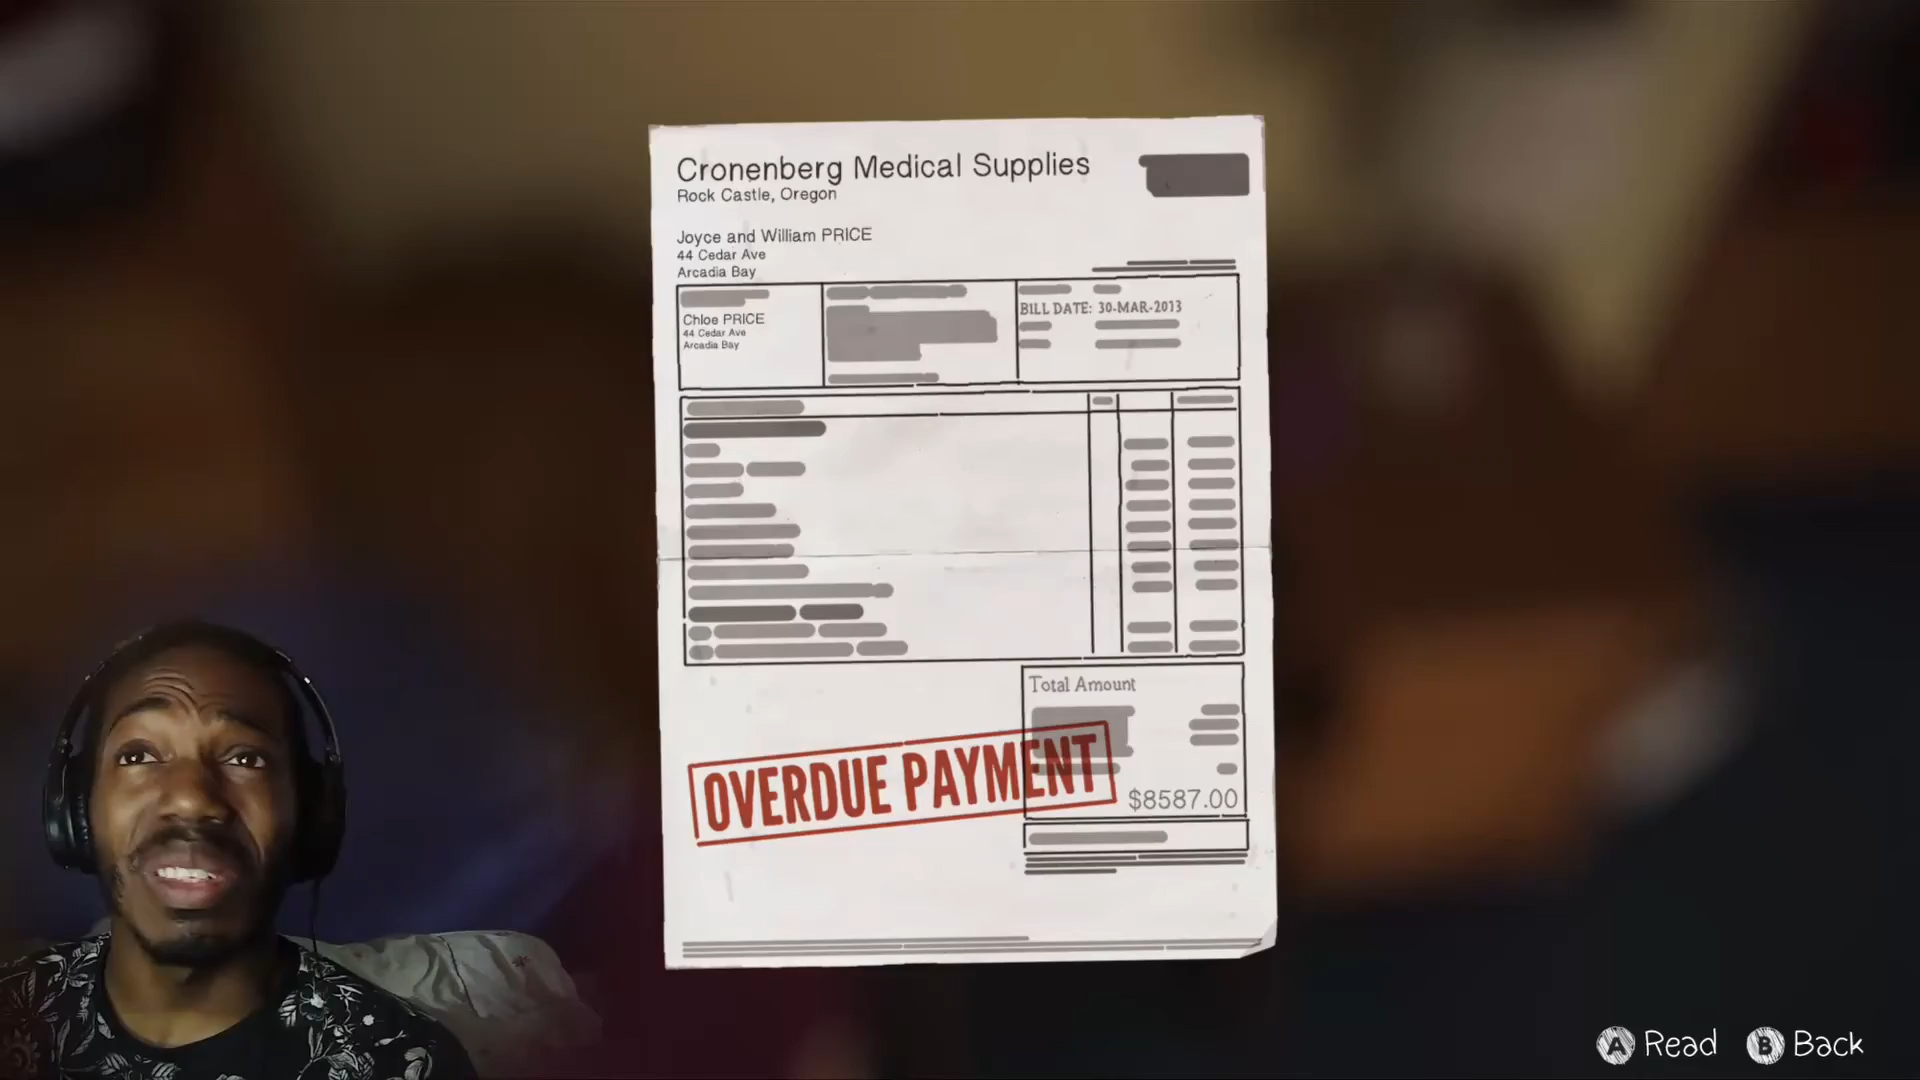 Cronenberg Medical Supplies
Rock Castle, Oregon
Joyce and William PRICE
44 Cedar Ave
Arcadia Bay
Chloe PRICE
44 Cedar Ave
Arcadia Bay
BILL DATE: 30-MAR-2013
Total Amount
OVERDUE PAYMENT
$8587.00
A Read B Back